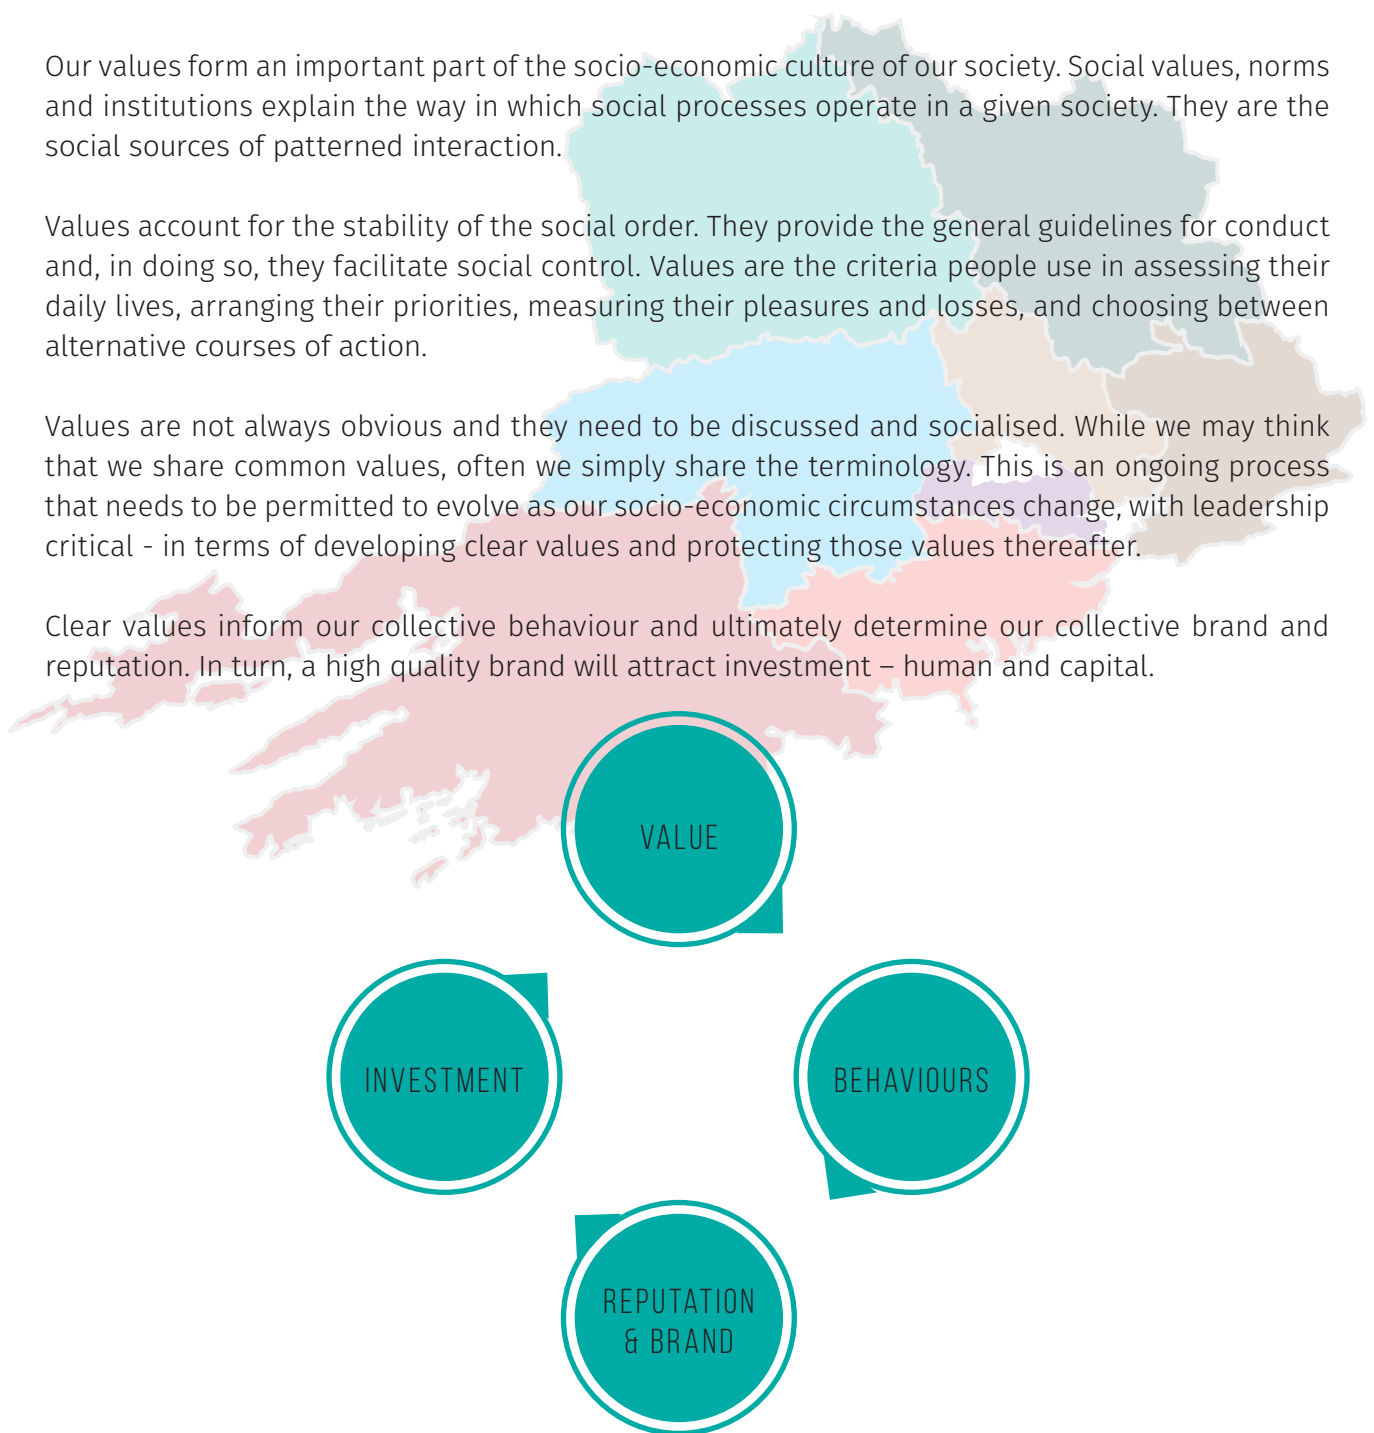 Our values form an important part of the socio-economic culture of our society. Social values, norms
and institutions explain the way in which social processes operate in a given society. They are the
social sources of patterned interaction.
Values account for the stability of the social order. They provide the general guidelines for conduct
and, in doing so, they facilitate social control. Values are the criteria people use in assessing their
daily lives, arranging their priorities, measuring their pleasures and losses, and choosing between
alternative courses of action.
Values are not always obvious and they need to be discussed and socialised. While we may think
that we share common values, often we simply share the terminology. This is an ongoing process
that needs to be permitted to evolve as our socio-economic circumstances change, with leadership
critical - in terms of developing clear values and protecting those values thereafter.
Clear values inform our collective behaviour and ultimately determine our collective brand and
reputation. In turn, a high quality brand will attract investment – human and capital.
VALUE
INVESTMENT
BEHAVIOURS
REPUTATION
& BRAND